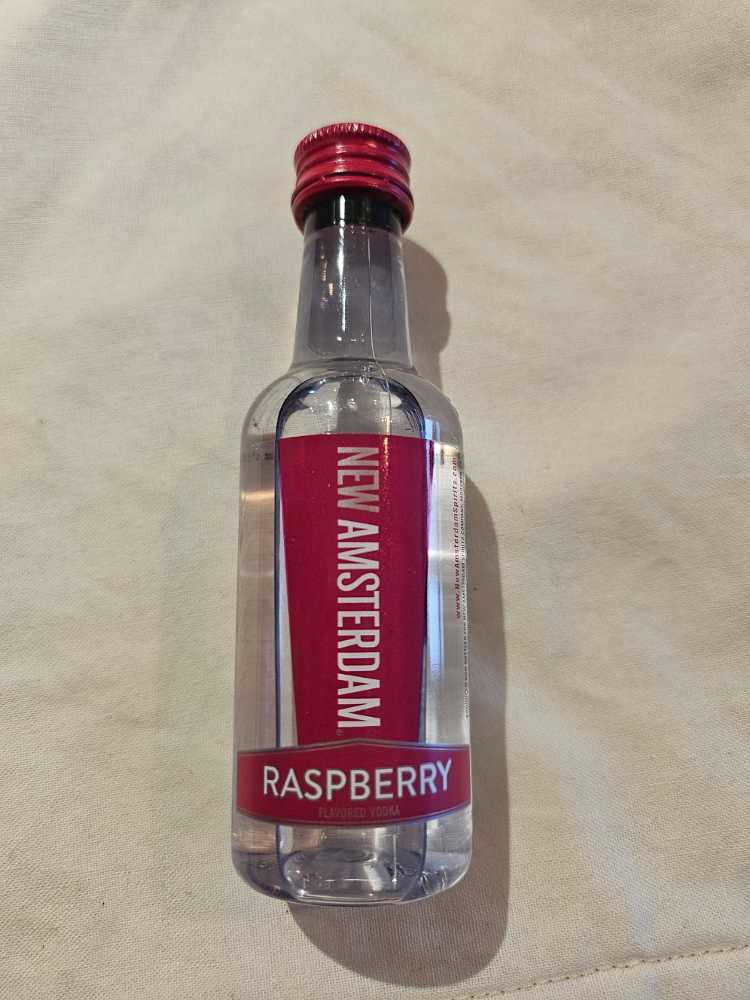 NEW AMSTERDAM
RASPBERRY
FLAVORED VODKA
www.NewAmsterdamSpirits.com